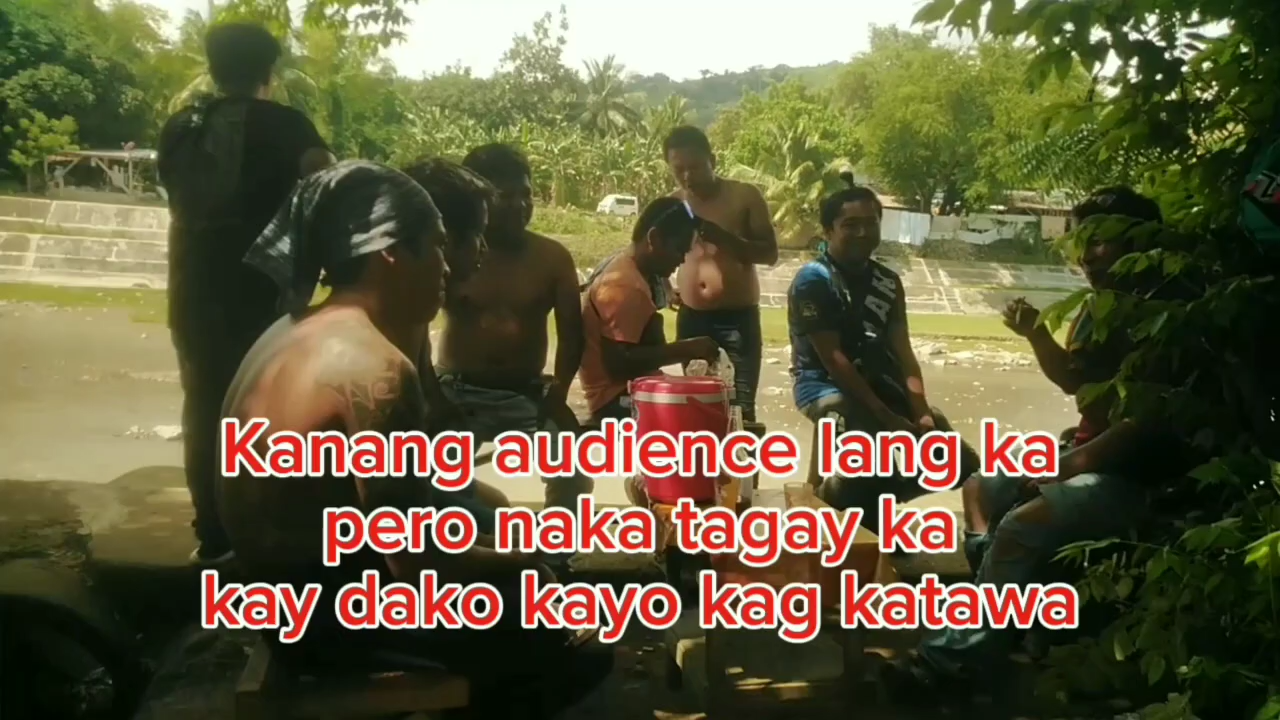 Kanang audience lang ka
pero naka tagay ka
kay dako kayo kag katawa